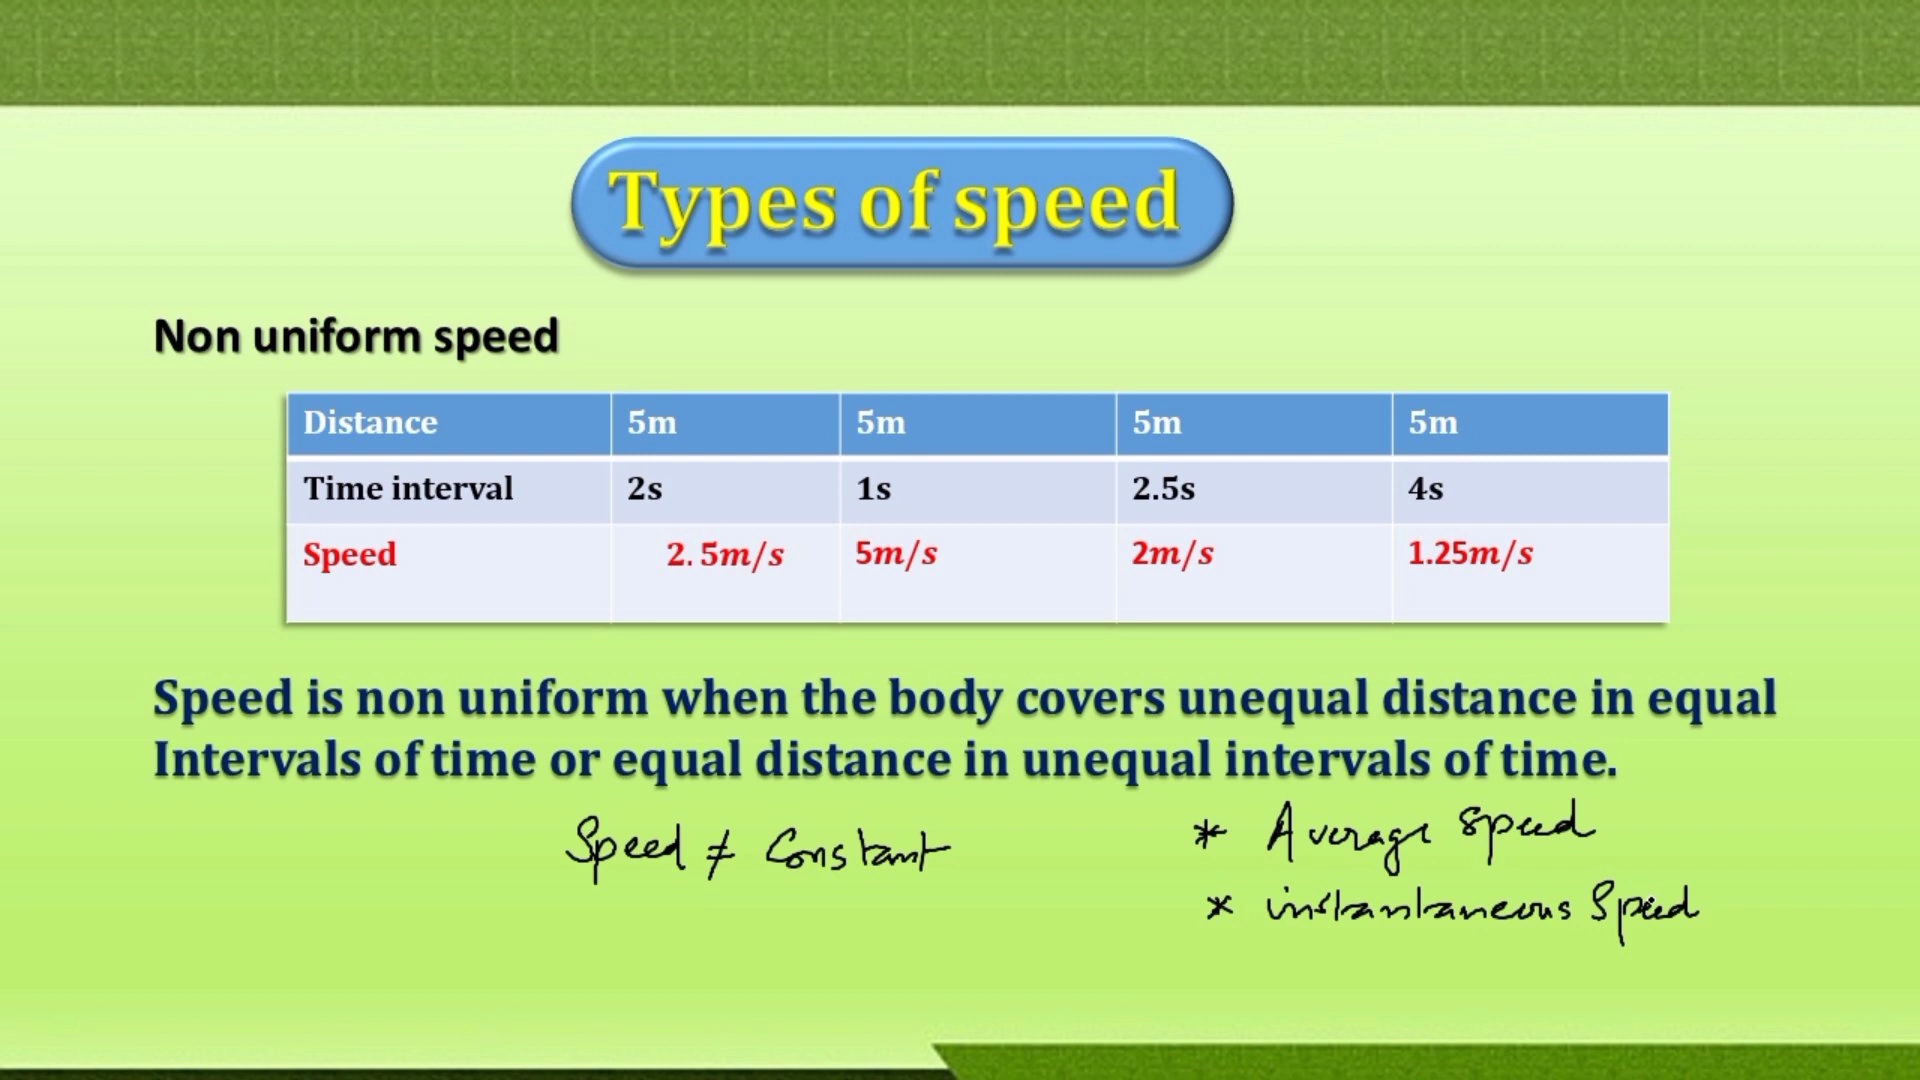 Types of speed
Non uniform speed
Distance 5m 5m 5m 5m
Time interval 2s 1s 2.5s 4s
Speed 2. 5m/s 5m/s 2m/s 1.25m/s
Speed is non uniform when the body covers unequal distance in equal
Intervals of time or equal distance in unequal intervals of time.
Speed ≠ Constant
* Average speed
* instantaneous Speed